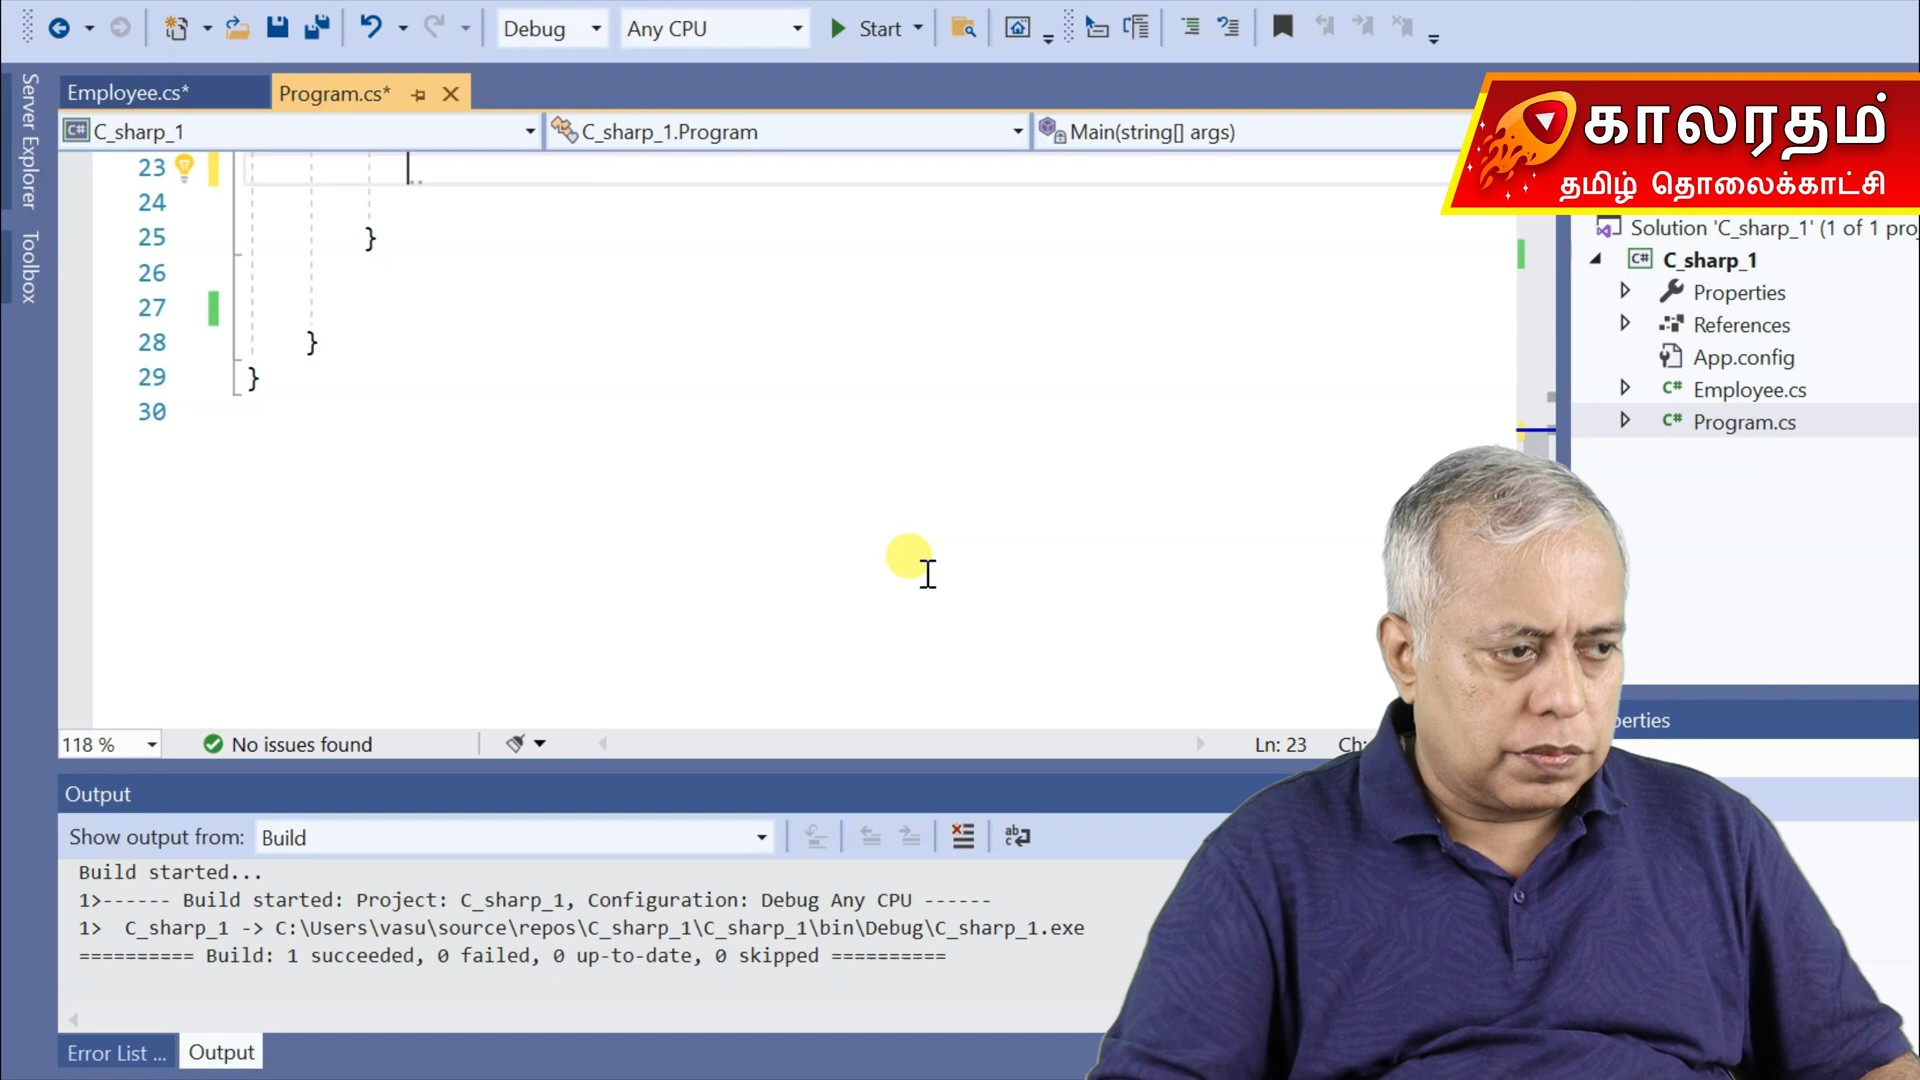 Debug
Any CPU
Start
Server Explorer
Toolbox
Employee.cs*
Program.cs*
C# C_sharp_1
C_sharp_1.Program
Main(string[] args)
காலரதம்
தமிழ் தொலைக்காட்சி
23
24
25 }
26
27
28 }
29 }
30
Solution 'C_sharp_1' (1 of 1 proj
C# C_sharp_1
Properties
References
App.config
C# Employee.cs
C# Program.cs
perties
118 %
No issues found
Ln: 23
Ch:
Output
Show output from:
Build
Build started...
1>------ Build started: Project: C_sharp_1, Configuration: Debug Any CPU ------
1>  C_sharp_1 -> C:\Users\vasu\source\repos\C_sharp_1\C_sharp_1\bin\Debug\C_sharp_1.exe
========== Build: 1 succeeded, 0 failed, 0 up-to-date, 0 skipped ==========
Error List ...
Output